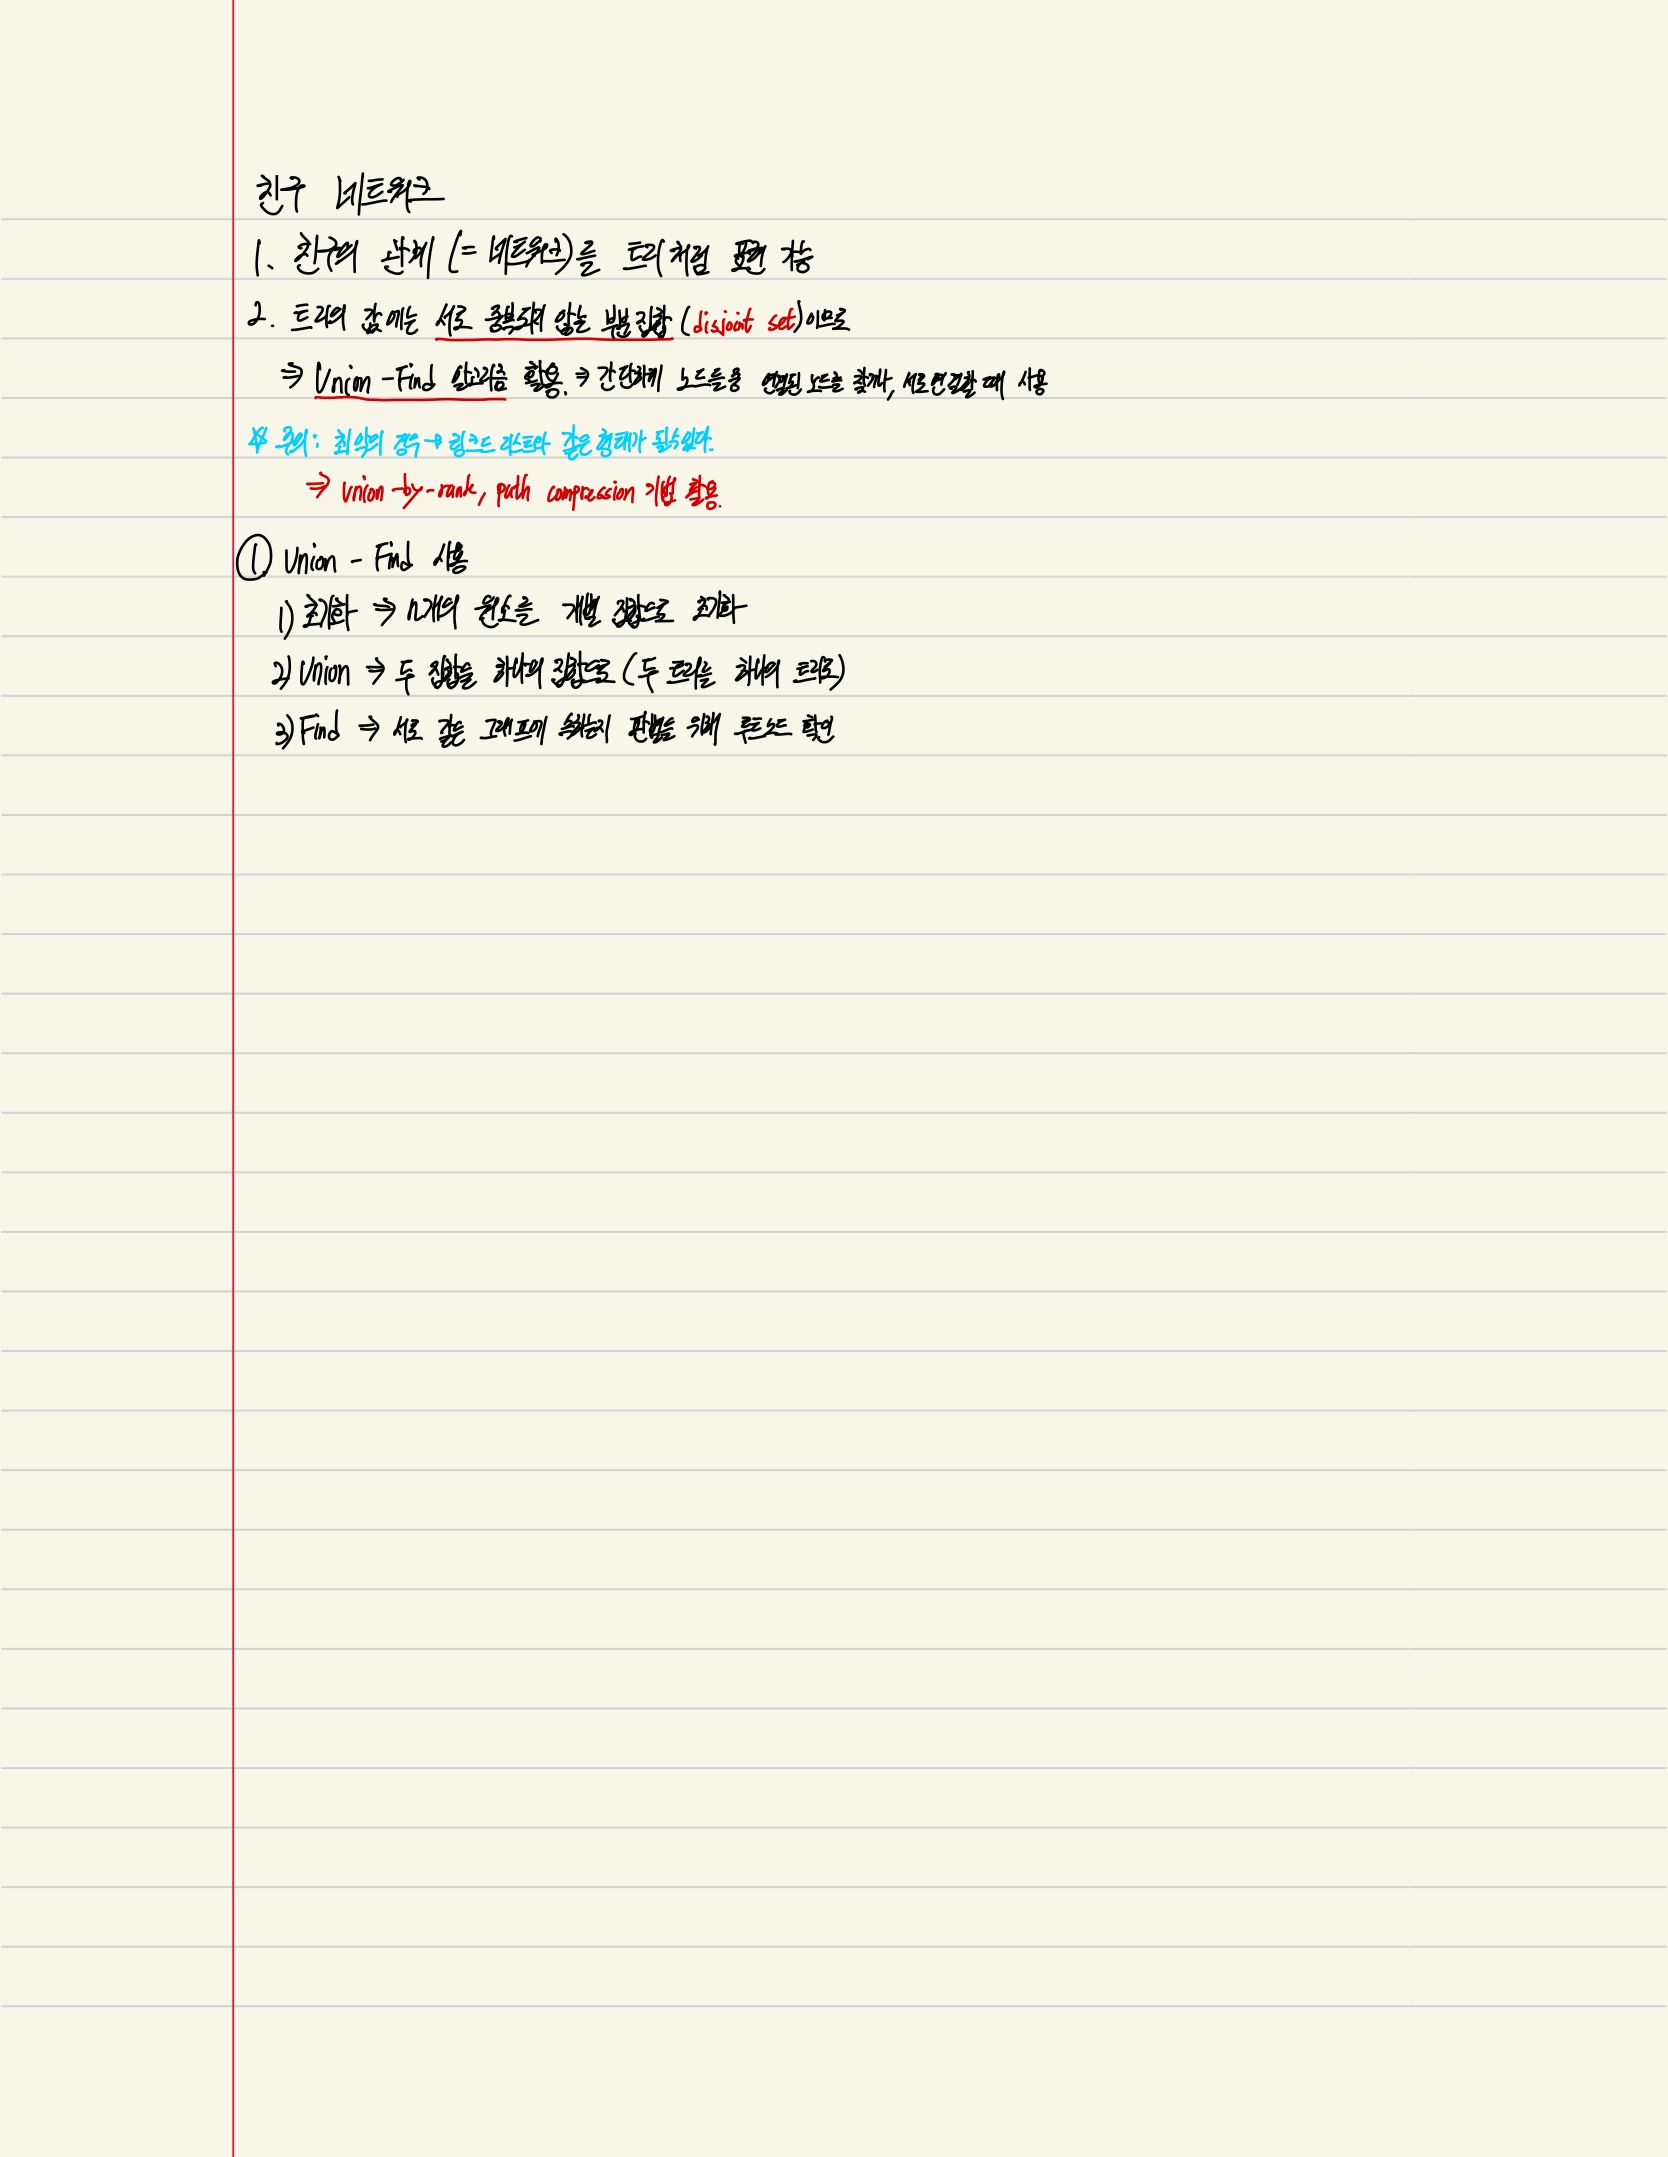 친구 네트워크
1. 친구의 관계 (= 네트워크)를 트리처럼 표현 가능
2. 트리의 값에는 서로 중복되지 않는 부분집합 (disjoint set)이므로
⇒ Union-Find 알고리즘 활용. → 간단하게 노드들 중 연결된 노드를 찾거나, 서로 연결할 때 사용
※ 주의: 최악의 경우 → 링크드 리스트와 같은 형태가 될 수 있다.
⇒ union-by-rank, path compression 기법 활용.
① Union - Find 사용
1) 초기화 ⇒ n개의 원소를 개별 집합으로 초기화
2) Union ⇒ 두 집합을 하나의 집합으로 (두 트리를 하나의 트리로)
3) Find ⇒ 서로 같은 그래프에 속하는지 판별을 위해 루트노드 확인